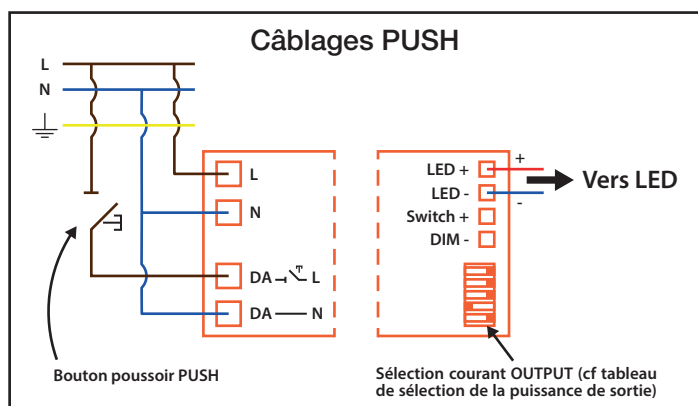 Câblages PUSH
L
N
L
N
DA L
DA N
LED +
LED -
Switch +
DIM -
+
-
Vers LED
Bouton poussoir PUSH
Sélection courant OUTPUT (cf tableau
de sélection de la puissance de sortie)